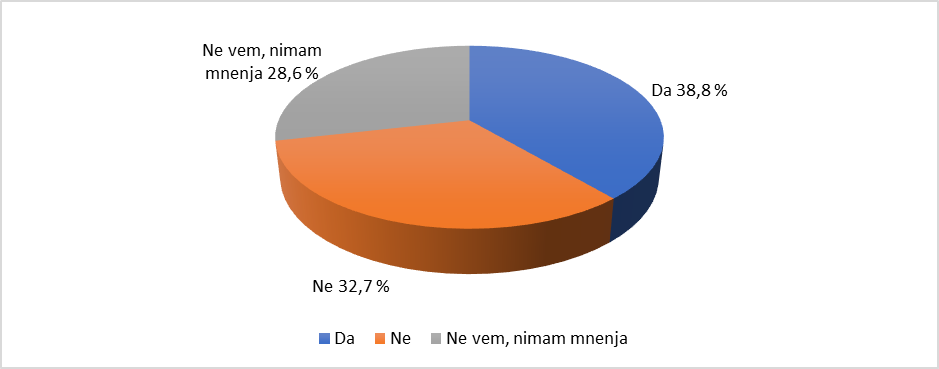 Ne vem, nimam
mnenja 28,6 %
Da 38,8 %
Ne 32,7 %
Da
Ne
Ne vem, nimam mnenja